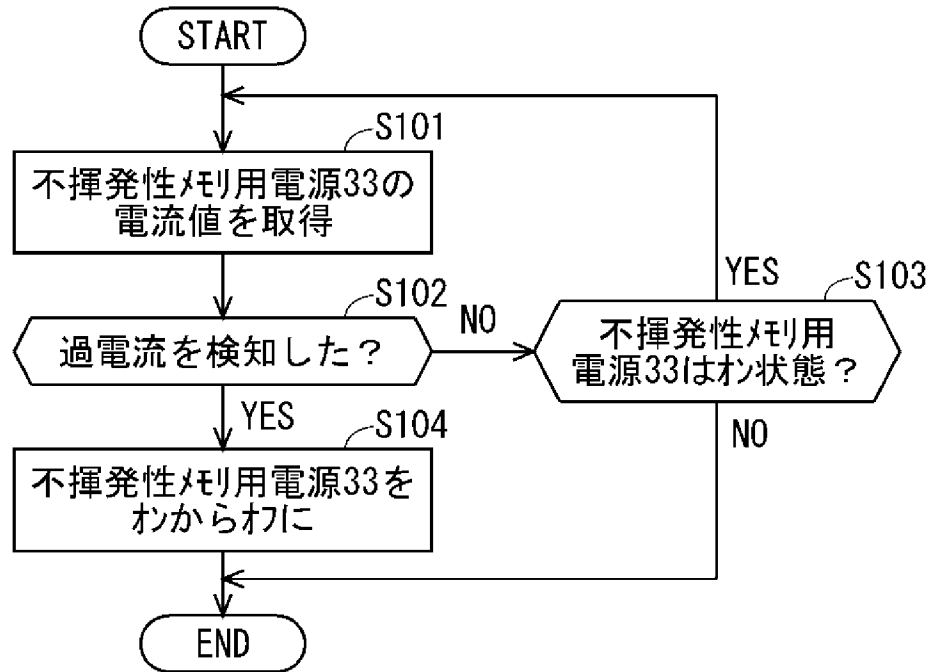 START
S101
不揮発性ﾒﾓﾘ用電源33の
電流値を取得
S102
過電流を検知した？
NO
YES
S103
不揮発性ﾒﾓﾘ用
電源33はｵﾝ状態？
YES
NO
S104
不揮発性ﾒﾓﾘ用電源33を
ｵﾝからｵﾌに
END